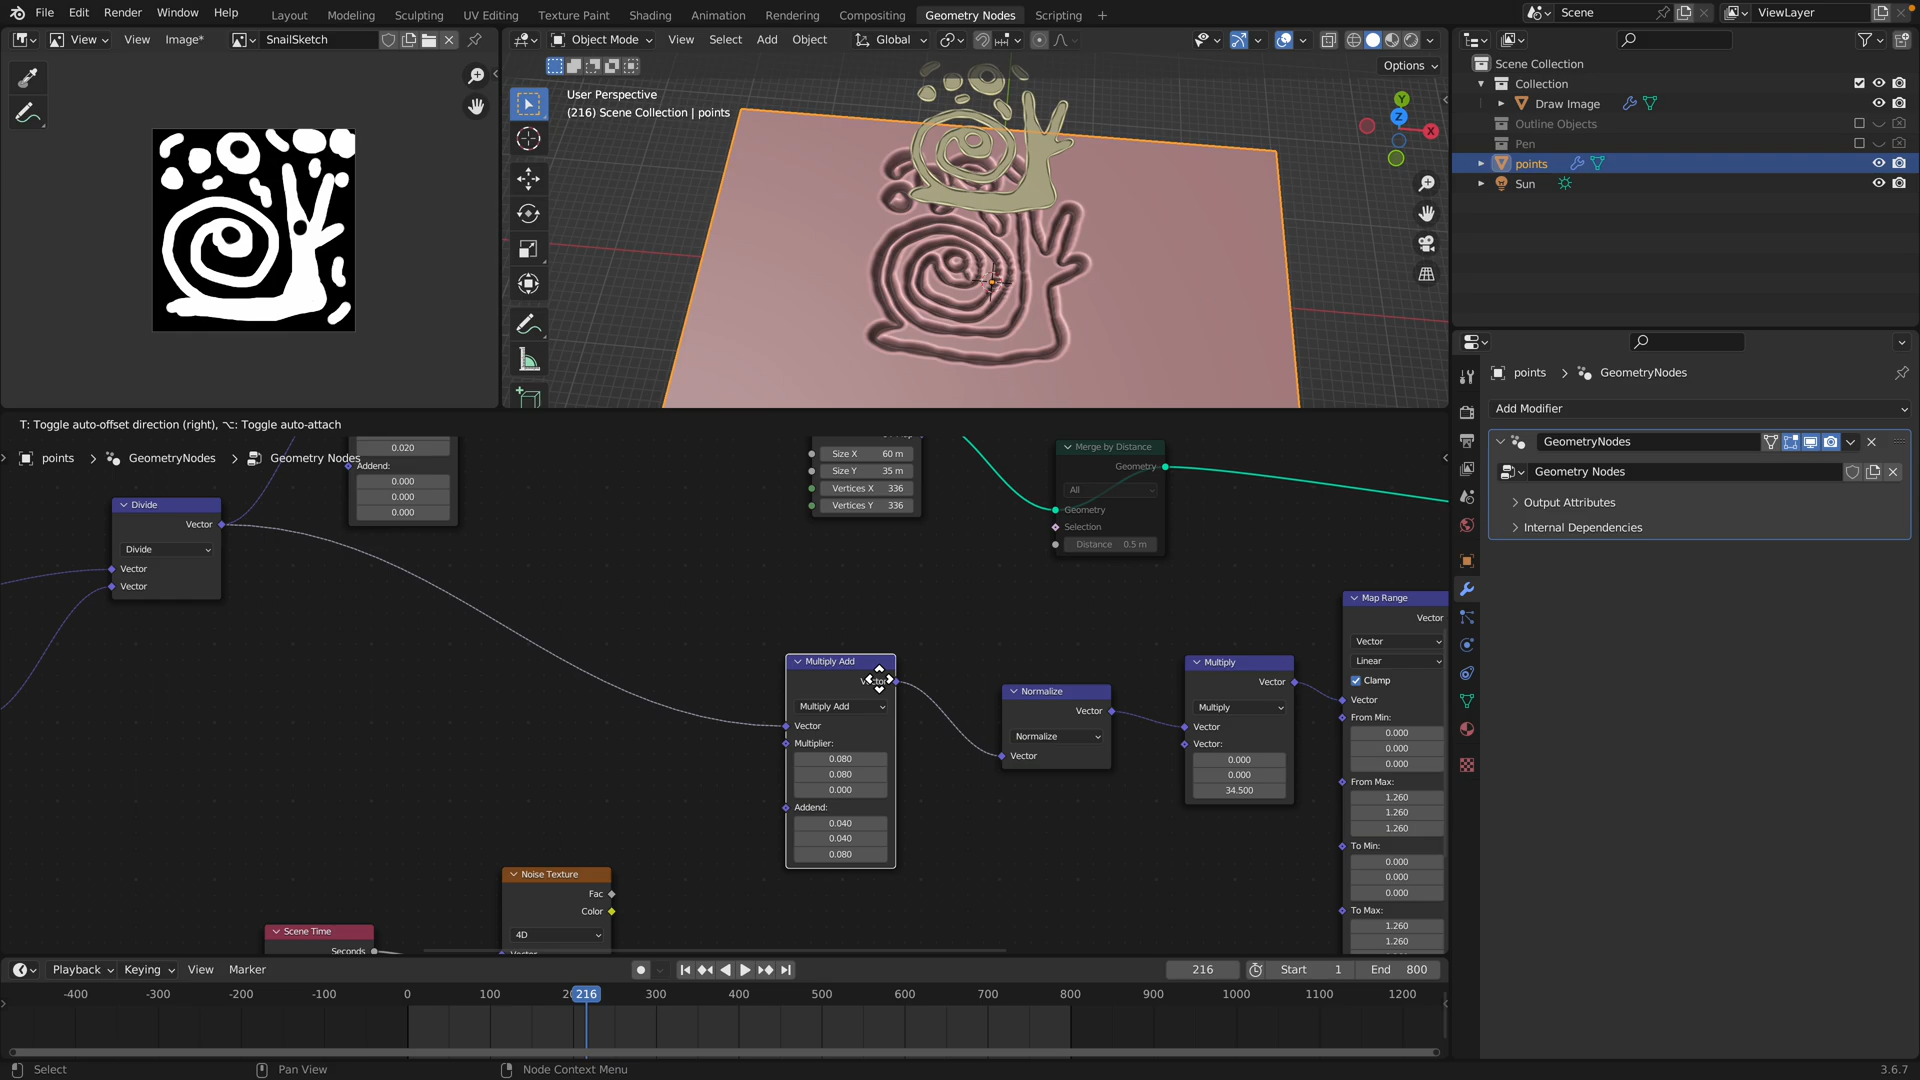 File Edit Render Window Help Layout Modeling Sculpting UV Editing Texture Paint Shading Animation Rendering Compositing Geometry Nodes Scripting + Scene ViewLayer
View View Image* SnailSketch
Object Mode View Select Add Object Global
Options
User Perspective
(216) Scene Collection | points
Y
Z
X
Scene Collection
Collection
Draw Image
Outline Objects
Pen
points
Sun
points > GeometryNodes
Add Modifier
GeometryNodes
Geometry Nodes
Output Attributes
Internal Dependencies
T: Toggle auto-offset direction (right), ⌥: Toggle auto-attach
points > GeometryNodes > Geometry Nodes
0.020
Addend:
0.000
0.000
0.000
Divide
Vector
Divide
Vector
Vector
Size X 60 m
Size Y 35 m
Vertices X 336
Vertices Y 336
Merge by Distance
Geometry
All
Geometry
Selection
Distance 0.5 m
Multiply Add
Multiply Add
Vector
Multiplier:
0.080
0.080
0.000
Addend:
0.040
0.040
0.080
Normalize
Vector
Normalize
Vector
Multiply
Vector
Multiply
Vector
Vector:
0.000
0.000
34.500
Map Range
Vector
Vector
Linear
Clamp
Vector
From Min:
0.000
0.000
0.000
From Max:
1.260
1.260
1.260
To Min:
0.000
0.000
0.000
To Max:
1.260
1.260
Noise Texture
Fac
Color
4D
Scene Time
Seconds
Playback Keying View Marker 216 Start 1 End 800
-400 -300 -200 -100 0 100 216 300 400 500 600 700 800 900 1000 1100 1200
Select Pan View Node Context Menu 3.6.7